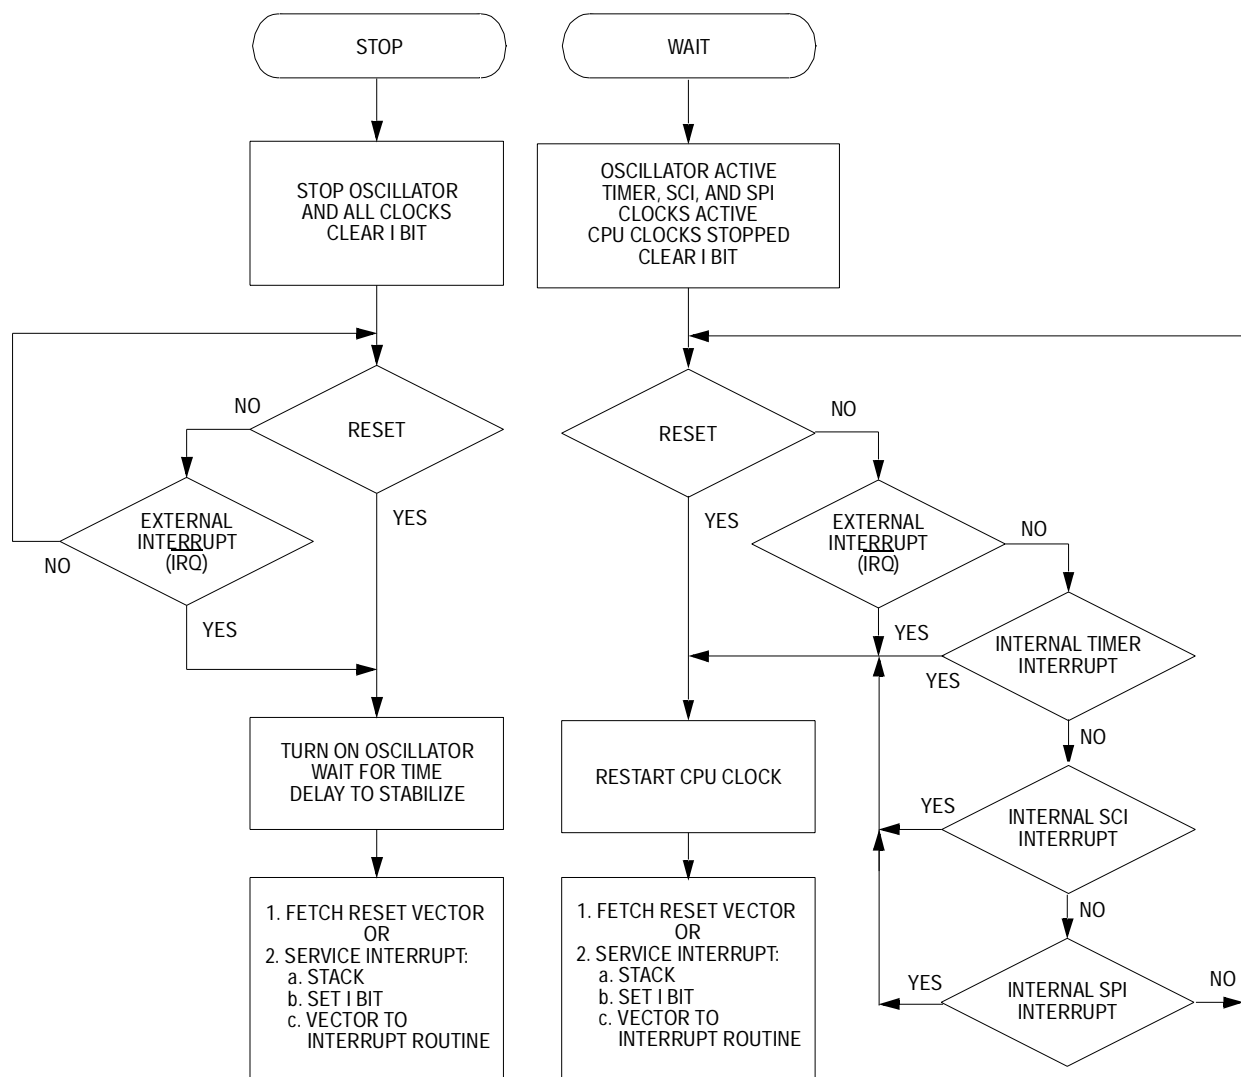 STOP
STOP OSCILLATOR
AND ALL CLOCKS
CLEAR I BIT
RESET
NO
YES
EXTERNAL
INTERRUPT
(IRQ)
NO
YES
TURN ON OSCILLATOR
WAIT FOR TIME
DELAY TO STABILIZE
1. FETCH RESET VECTOR
OR
2. SERVICE INTERRUPT:
a. STACK
b. SET I BIT
c. VECTOR TO
INTERRUPT ROUTINE
WAIT
OSCILLATOR ACTIVE
TIMER, SCI, AND SPI
CLOCKS ACTIVE
CPU CLOCKS STOPPED
CLEAR I BIT
RESET
NO
YES
EXTERNAL
INTERRUPT
(IRQ)
NO
YES
INTERNAL TIMER
INTERRUPT
YES
NO
INTERNAL SCI
INTERRUPT
YES
NO
INTERNAL SPI
INTERRUPT
YES
NO
RESTART CPU CLOCK
1. FETCH RESET VECTOR
OR
2. SERVICE INTERRUPT:
a. STACK
b. SET I BIT
c. VECTOR TO
INTERRUPT ROUTINE